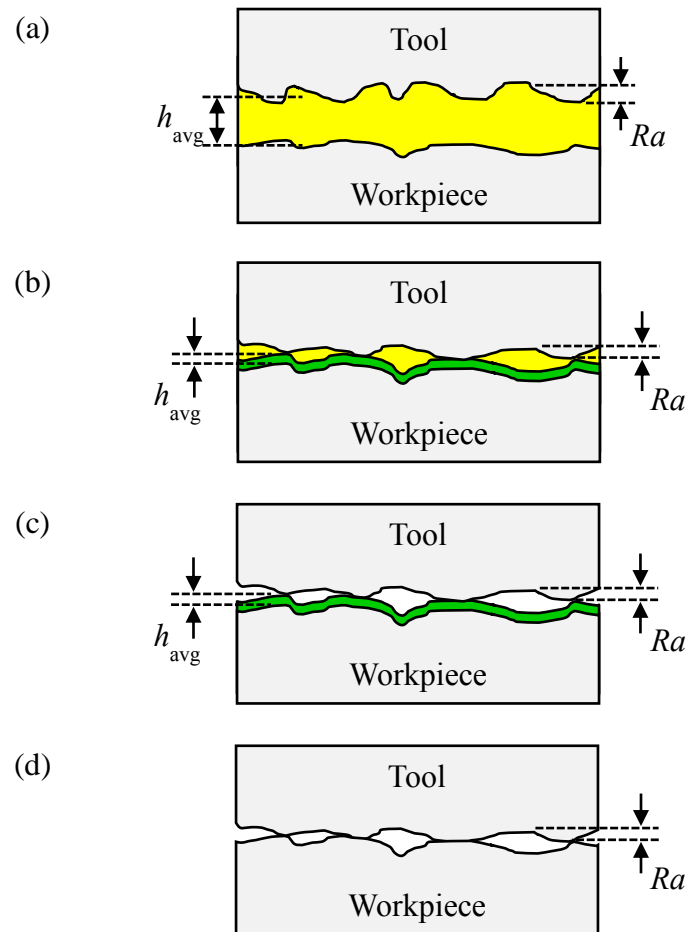 (a)
Tool
h avg
Ra
Workpiece
(b)
Tool
h avg
Ra
Workpiece
(c)
Tool
h avg
Ra
Workpiece
(d)
Tool
Ra
Workpiece